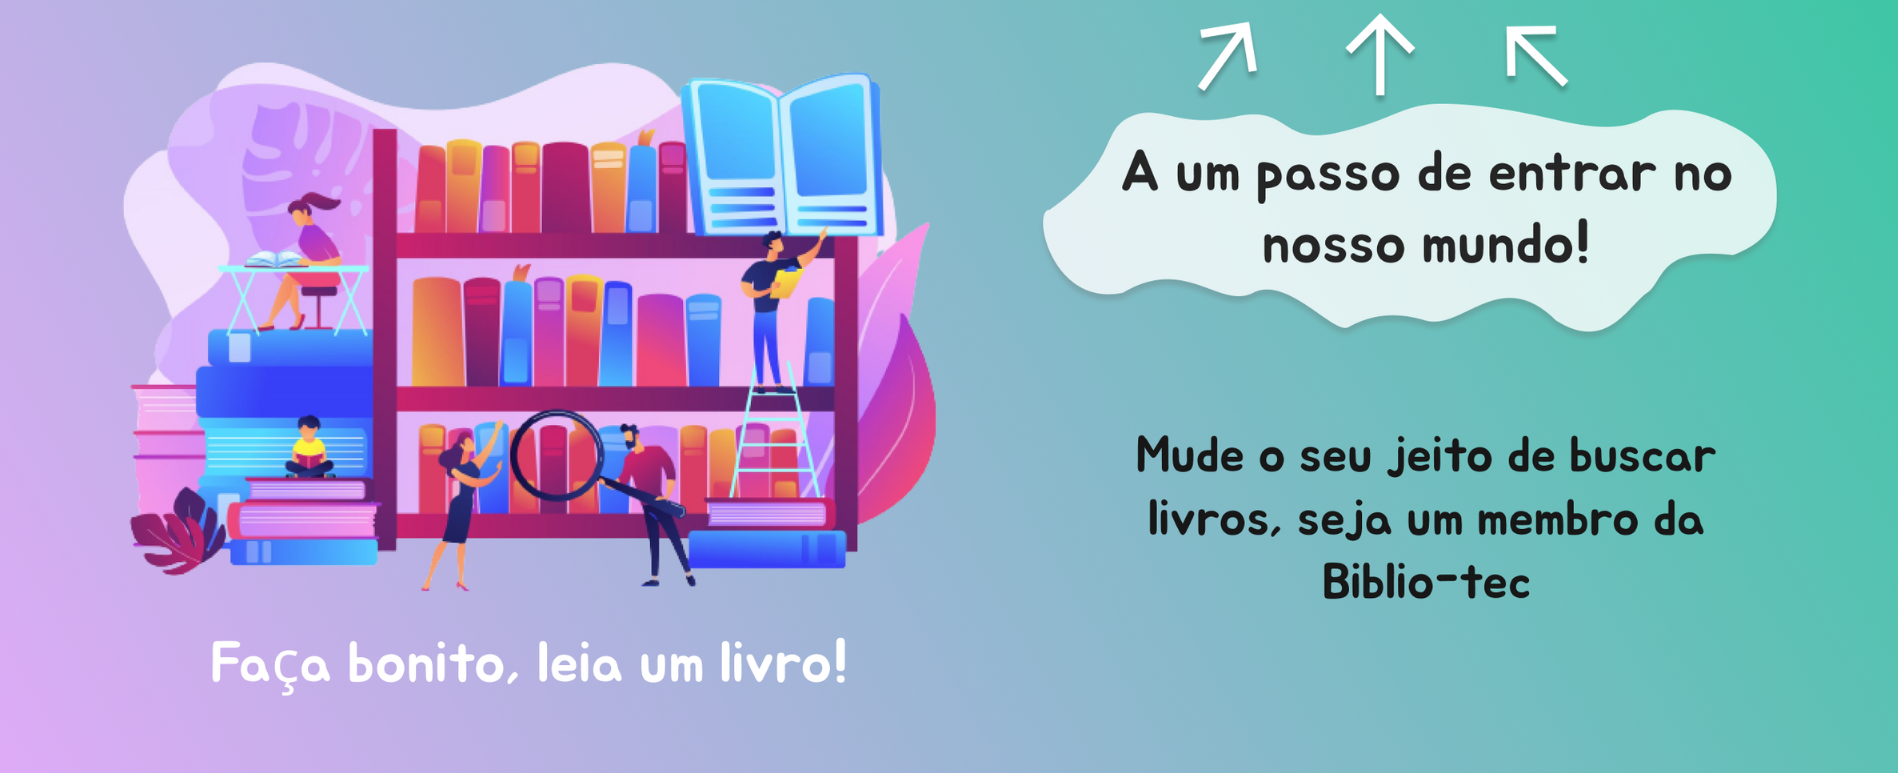 A um passo de entrar no
nosso mundo!
Mude o seu jeito de buscar
livros, seja um membro da
Biblio-tec
Faça bonito, leia um livro!